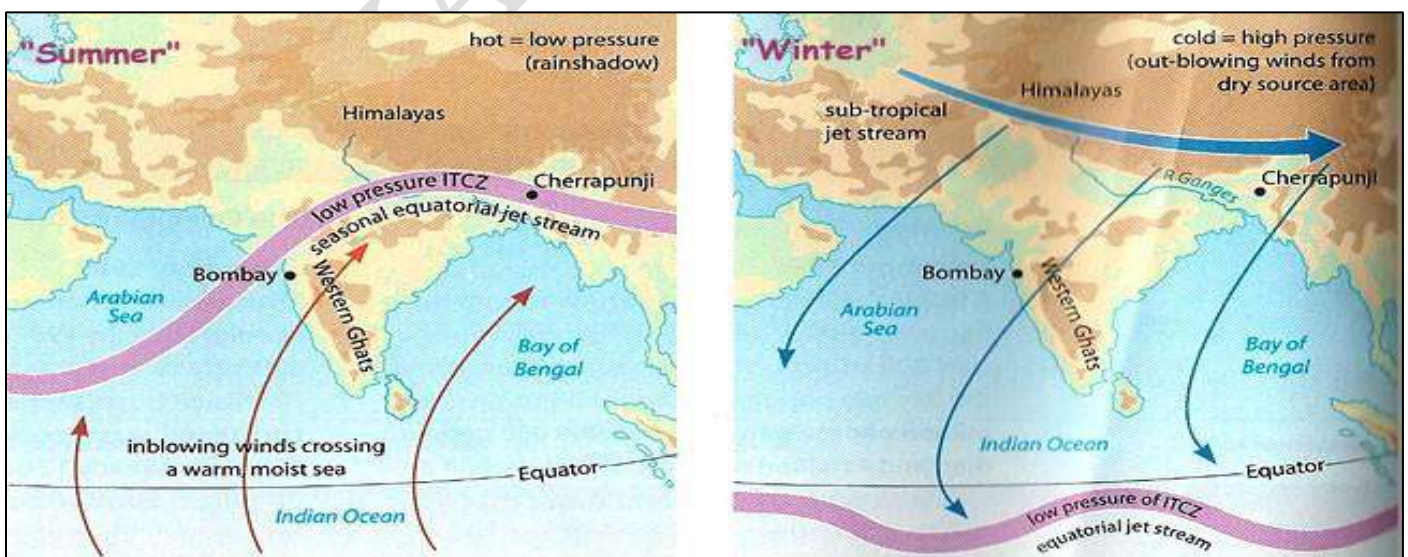 "Summer"
hot = low pressure
(rainshadow)
Himalayas
low pressure ITCZ
Cherrapunji
seasonal equatorial jet stream
Bombay
Western Ghats
Arabian
Sea
Bay of
Bengal
inblowing winds crossing
a warm, moist sea
Equator
Indian Ocean
"Winter"
cold = high pressure
(out-blowing winds from
dry source area)
Himalayas
sub-tropical
jet stream
R. Ganges
Cherrapunji
Bombay
Western Ghats
Arabian
Sea
Bay of
Bengal
Indian Ocean
Equator
low pressure of ITCZ
equatorial jet stream